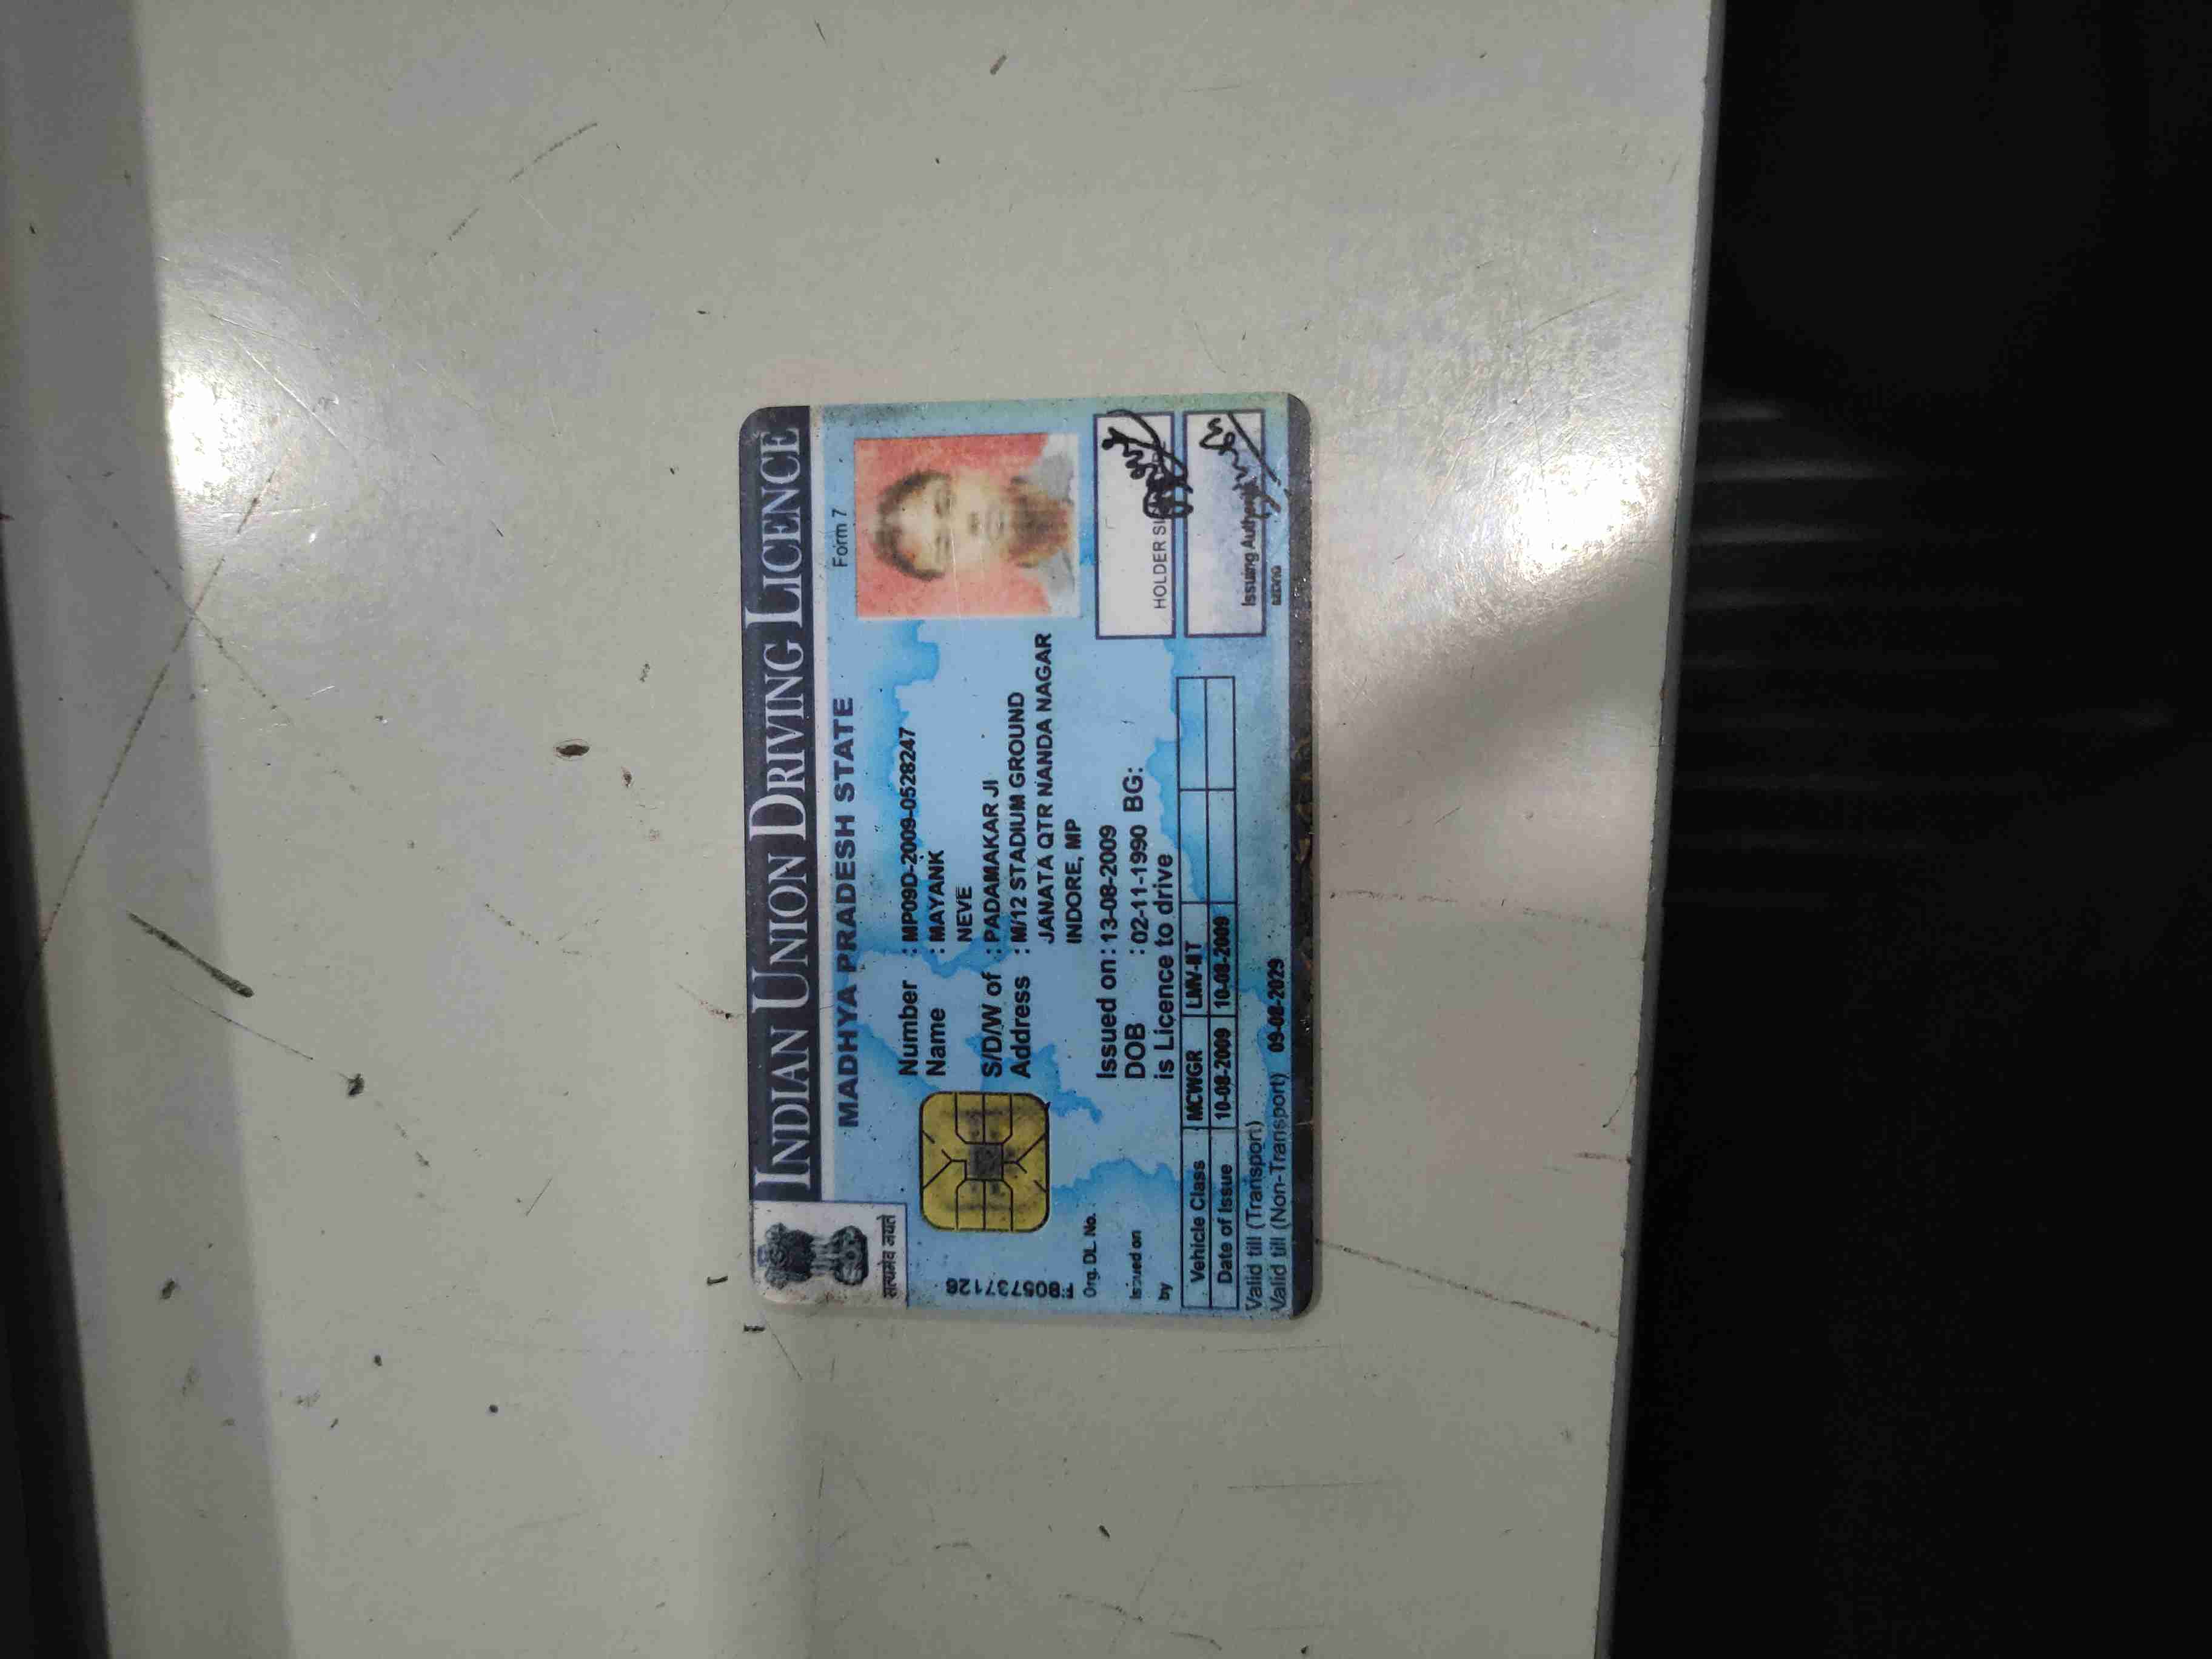 INDIAN UNION DRIVING LICENCE
सत्यमेव जयते
MADHYA PRADESH STATE
Form 7
Number : MP09D-2009-0528247
Name : MAYANK
NEVE
S/D/W of : PADAMAKAR JI
Address : M/12 STADIUM GROUND
JANATA QTR NANDA NAGAR
INDORE, MP
FB05737126
Org. DL. No. :
Issued on
by
Issued on : 13-08-2009
DOB : 02-11-1990 BG:
is Licence to drive
HOLDER
Vehicle Class MCWGR LMV-NT
Date of Issue 10-08-2009 10-08-2009
Issuing
Valid till (Transport)
Valid till (Non-Transport) 09-08-2029